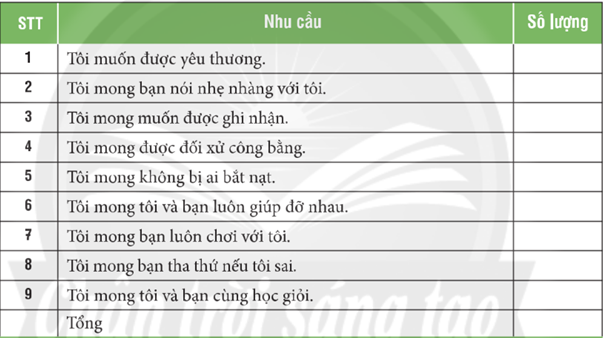 STT Nhu cầu Số lượng
1 Tôi muốn được yêu thương.
2 Tôi mong bạn nói nhẹ nhàng với tôi.
3 Tôi mong muốn được ghi nhận.
4 Tôi mong được đối xử công bằng.
5 Tôi mong không bị ai bắt nạt.
6 Tôi mong tôi và bạn luôn giúp đỡ nhau.
7 Tôi mong bạn luôn chơi với tôi.
8 Tôi mong bạn tha thứ nếu tôi sai.
9 Tôi mong tôi và bạn cùng học giỏi.
Tổng
Chân trời sáng tạo